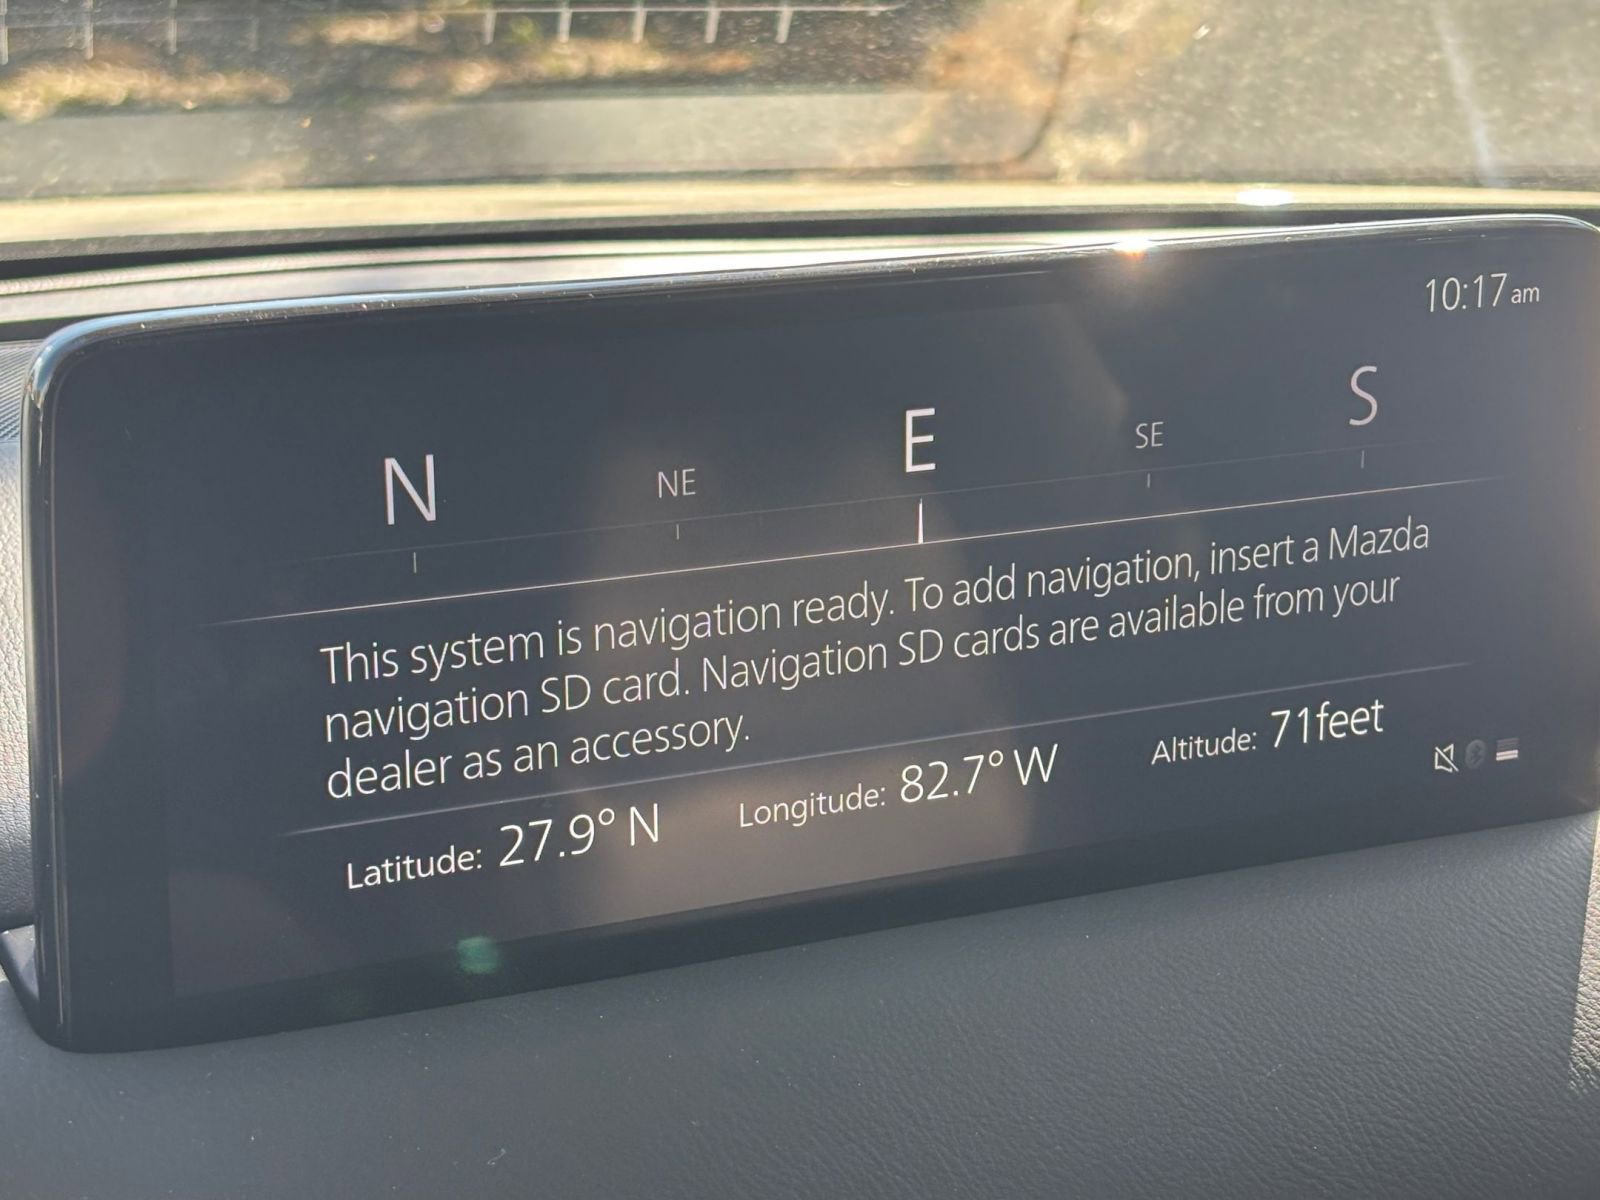 10:17 am
N NE E SE S
This system is navigation ready. To add navigation, insert a Mazda
navigation SD card. Navigation SD cards are available from your
dealer as an accessory.
Latitude: 27.9° N Longitude: 82.7° W Altitude: 71feet